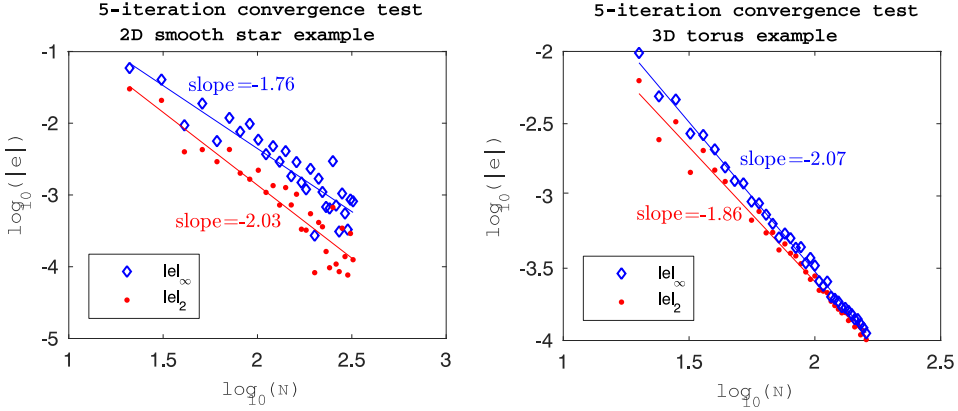 5-iteration convergence test
2D smooth star example
-1
-2
-3
-4
-5
log10(|e|)
slope=-1.76
slope=-2.03
|e|∞
|e|2
1
1.5
2
2.5
3
log10(N)
5-iteration convergence test
3D torus example
-2
-2.5
-3
-3.5
-4
log10(|e|)
slope=-2.07
slope=-1.86
|e|∞
|e|2
1
1.5
2
2.5
log10(N)